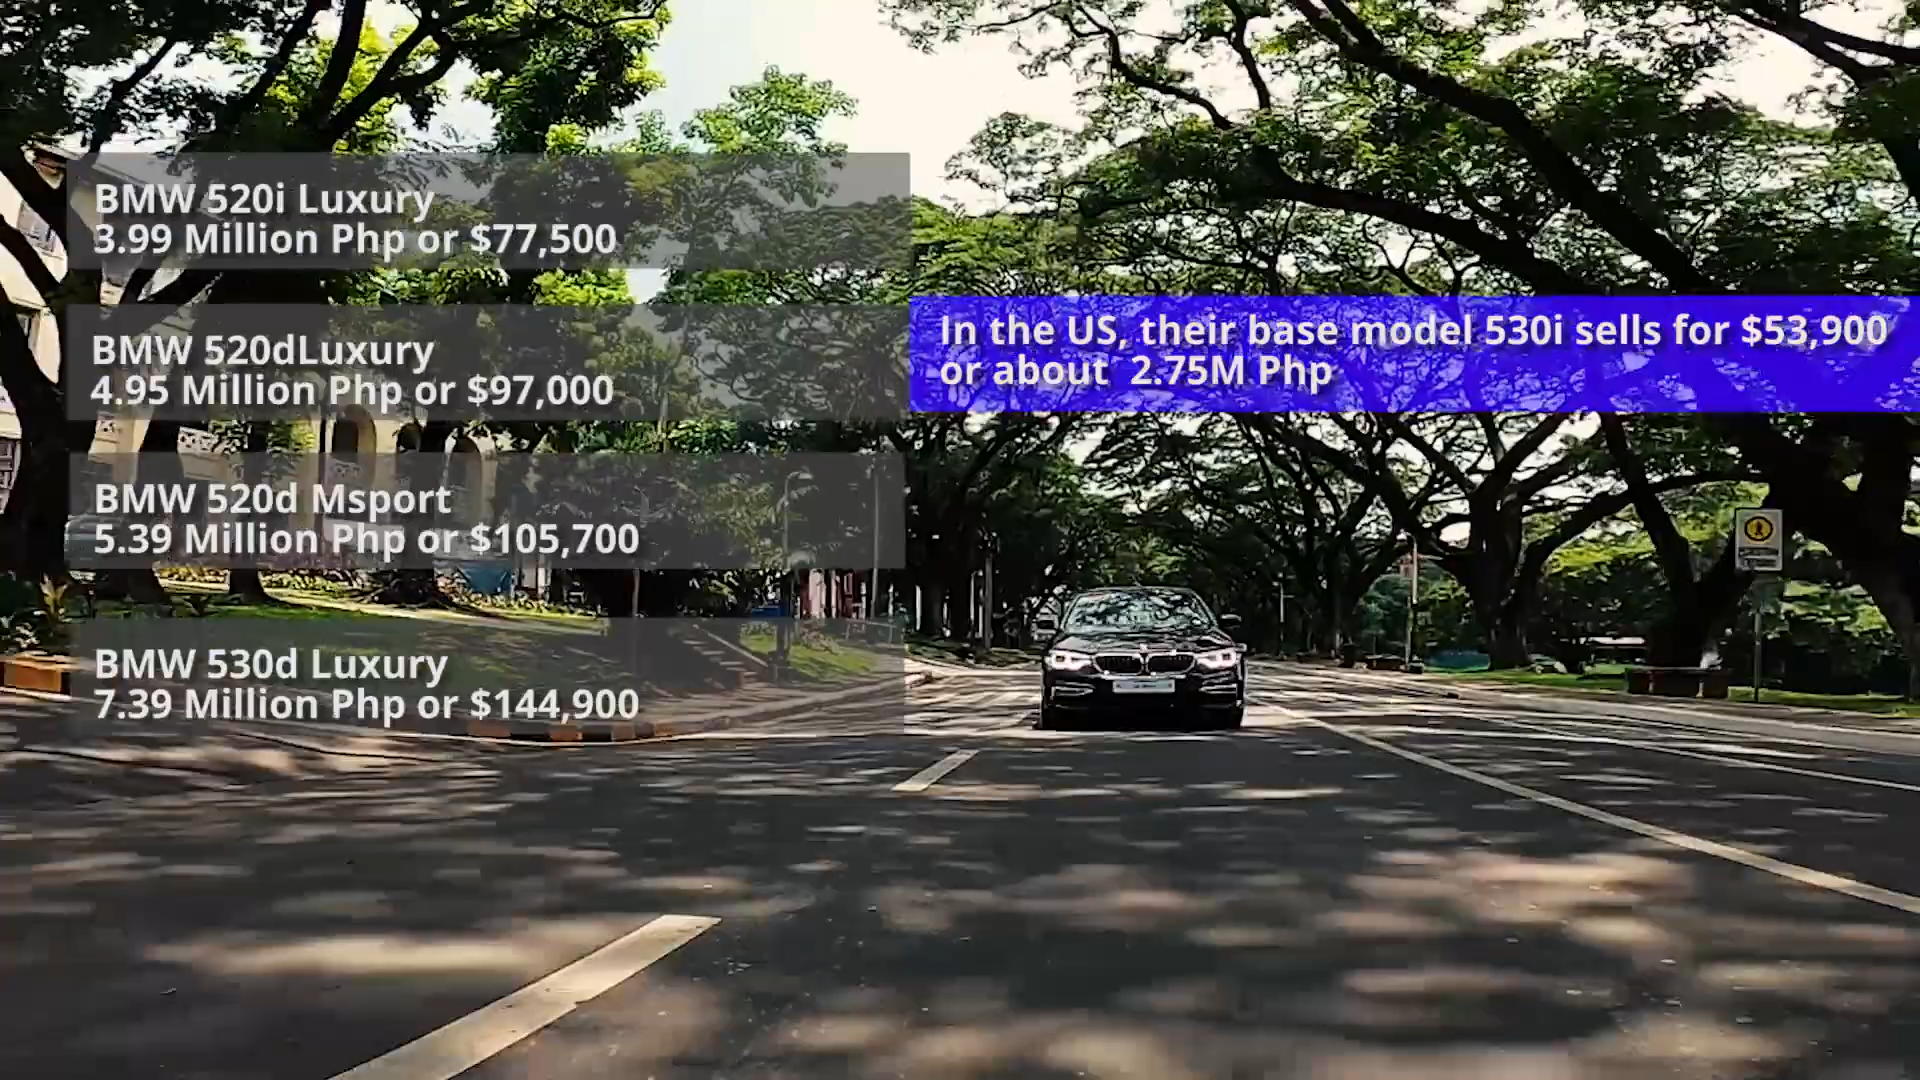 BMW 520i Luxury
3.99 Million Php or $77,500
BMW 520dLuxury
4.95 Million Php or $97,000
BMW 520d Msport
5.39 Million Php or $105,700
BMW 530d Luxury
7.39 Million Php or $144,900
In the US, their base model 530i sells for $53,900
or about 2.75M Php